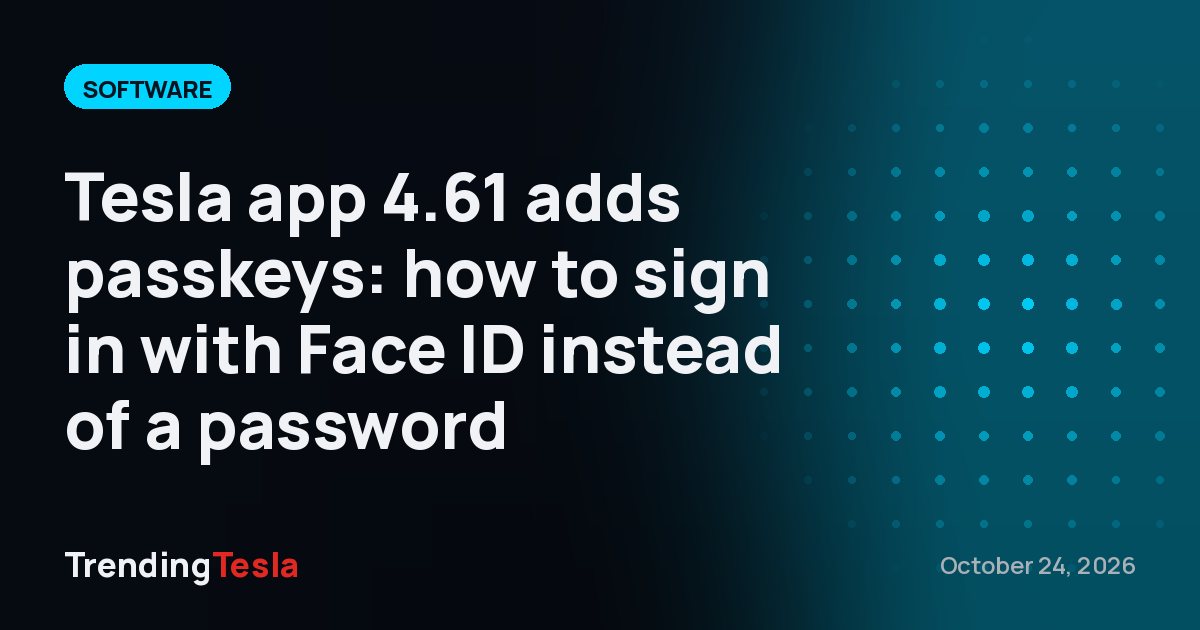 SOFTWARE
Tesla app 4.61 adds
passkeys: how to sign
in with Face ID instead
of a password
TrendingTesla
October 24, 2026